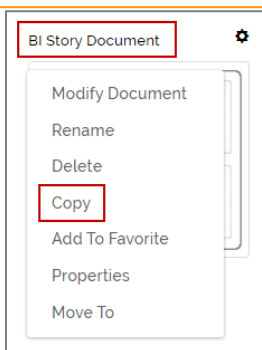 BI Story Document
Modify Document
Rename
Delete
Copy
Add To Favorite
Properties
Move To